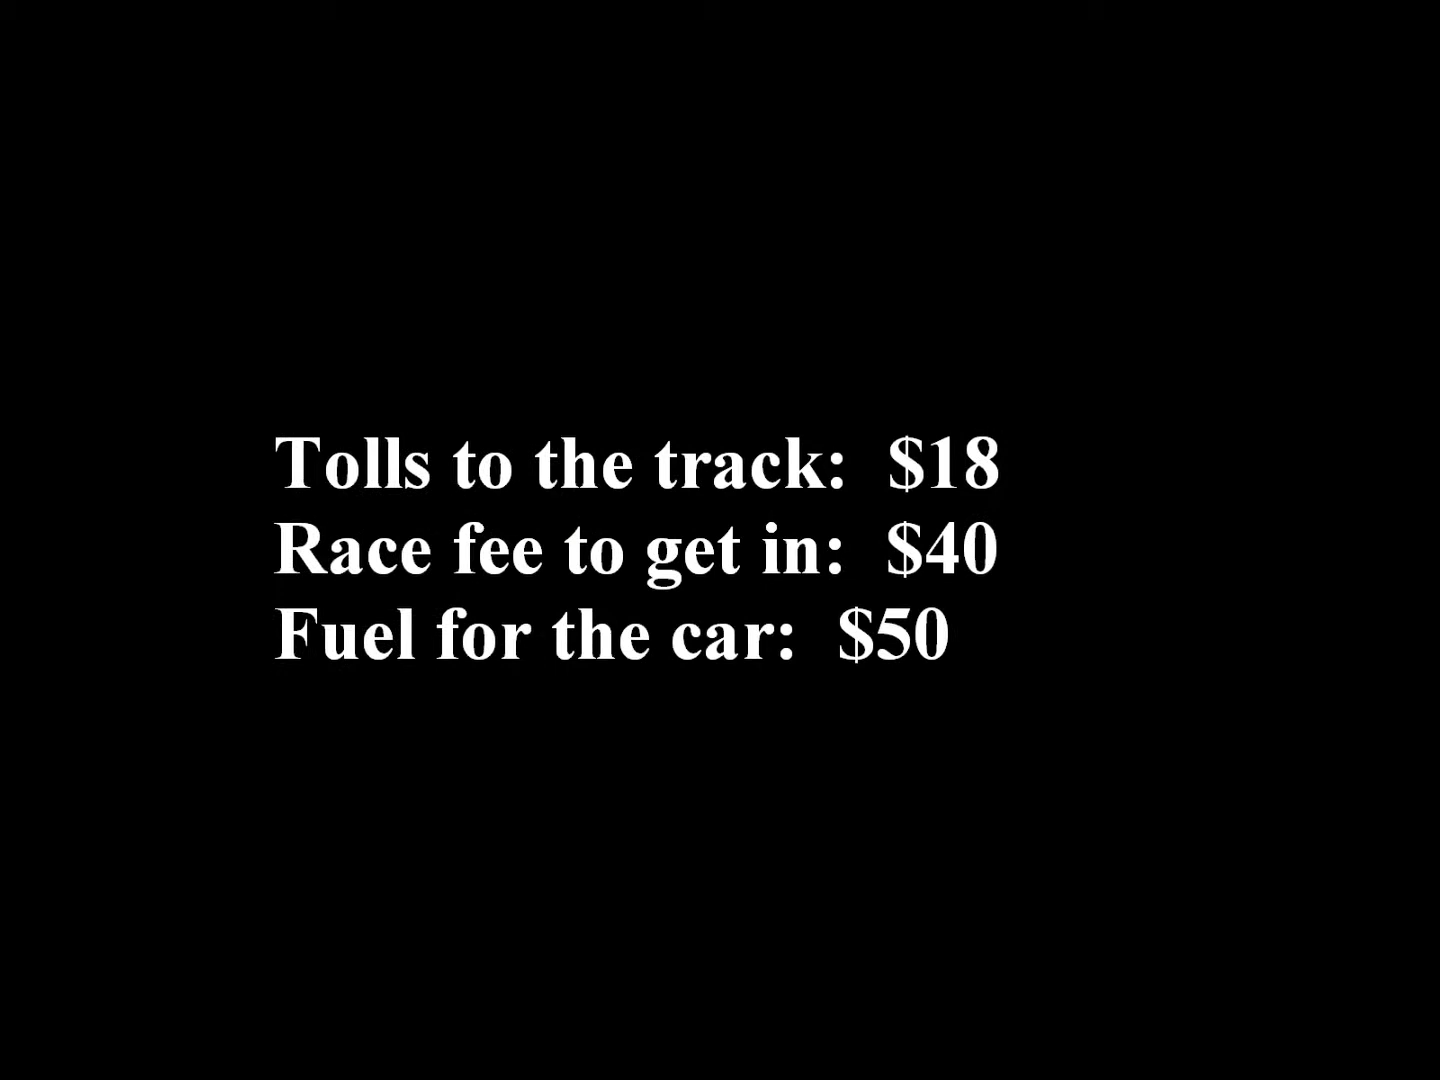 Tolls to the track:  $18
Race fee to get in:  $40
Fuel for the car:  $50